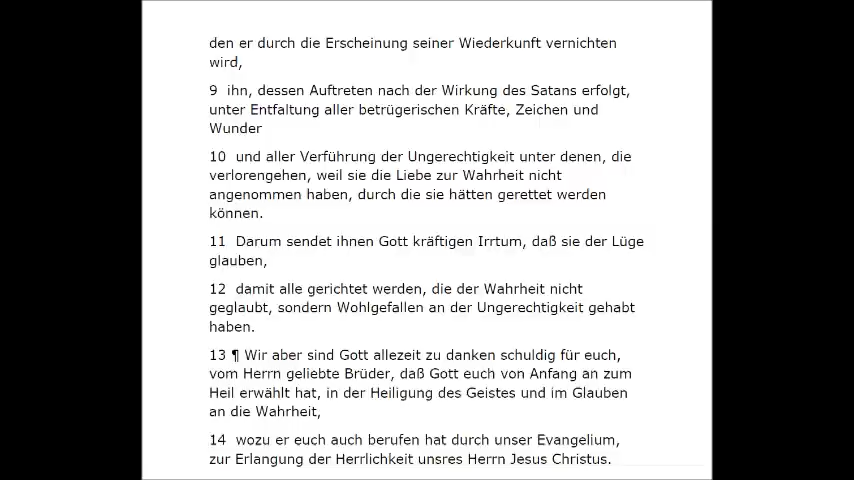 den er durch die Erscheinung seiner Wiederkunft vernichten
wird,
9 ihn, dessen Auftreten nach der Wirkung des Satans erfolgt,
unter Entfaltung aller betrügerischen Kräfte, Zeichen und
Wunder
10 und aller Verführung der Ungerechtigkeit unter denen, die
verlorengehen, weil sie die Liebe zur Wahrheit nicht
angenommen haben, durch die sie hätten gerettet werden
können.
11 Darum sendet ihnen Gott kräftigen Irrtum, daß sie der Lüge
glauben,
12 damit alle gerichtet werden, die der Wahrheit nicht
geglaubt, sondern Wohlgefallen an der Ungerechtigkeit gehabt
haben.
13 ¶ Wir aber sind Gott allezeit zu danken schuldig für euch,
vom Herrn geliebte Brüder, daß Gott euch von Anfang an zum
Heil erwählt hat, in der Heiligung des Geistes und im Glauben
an die Wahrheit,
14 wozu er euch auch berufen hat durch unser Evangelium,
zur Erlangung der Herrlichkeit unsres Herrn Jesus Christus.